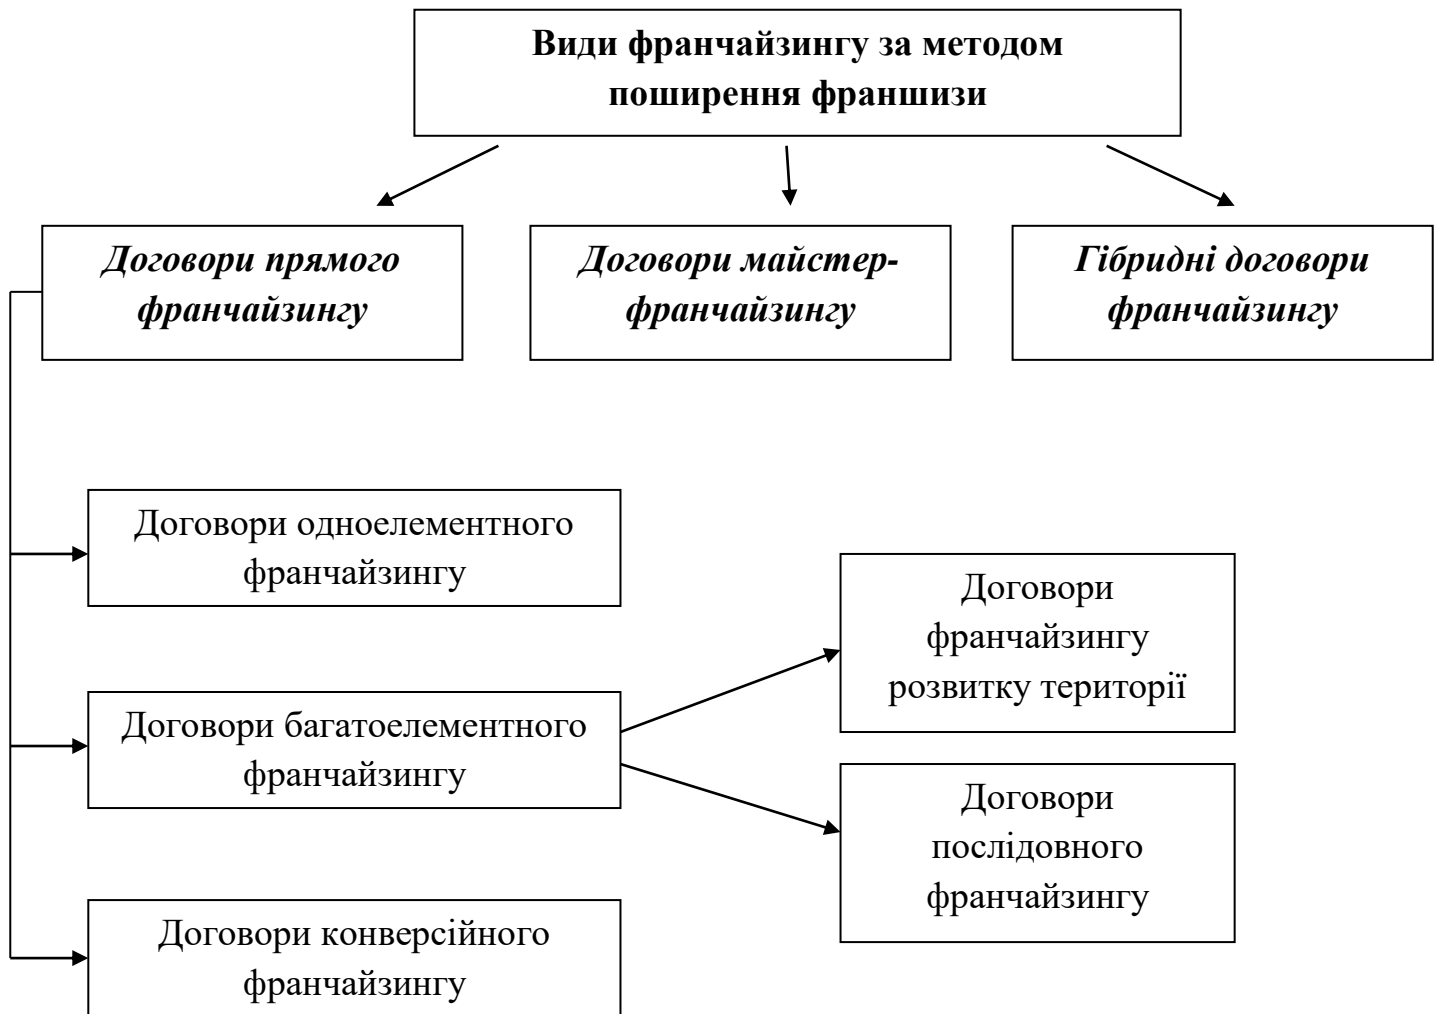 Види франчайзингу за методом
поширення франшизи
Договори прямого
франчайзингу
Договори майстер-
франчайзингу
Гібридні договори
франчайзингу
Договори одноелементного
франчайзингу
Договори багатоелементного
франчайзингу
Договори конверсійного
франчайзингу
Договори
франчайзингу
розвитку території
Договори
послідовного
франчайзингу